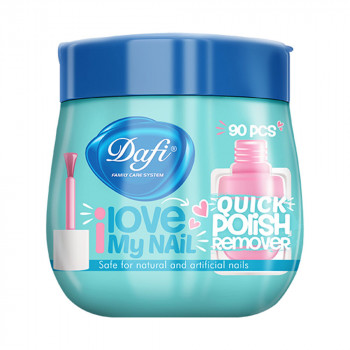 90 PCS
Dafi®
FAMILY CARE SYSTEM
i LOVE My NAiL
QUICK POLISH REMOVER
Safe for natural and artificial nails